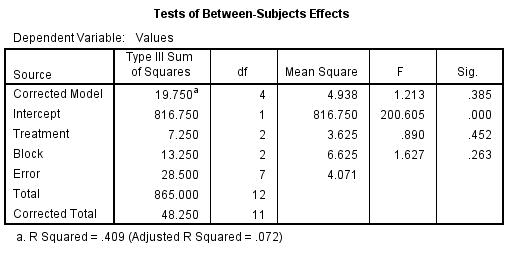 Tests of Between-Subjects Effects
Dependent Variable: Values
Source Type III Sum of Squares df Mean Square F Sig.
Corrected Model 19.750a 4 4.938 1.213 .385
Intercept 816.750 1 816.750 200.605 .000
Treatment 7.250 2 3.625 .890 .452
Block 13.250 2 6.625 1.627 .263
Error 28.500 7 4.071
Total 865.000 12
Corrected Total 48.250 11
a. R Squared = .409 (Adjusted R Squared = .072)